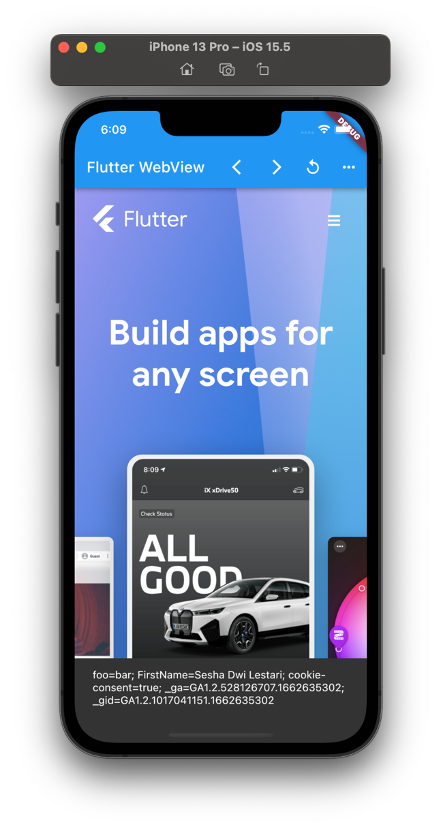 iPhone 13 Pro – iOS 15.5
6:09
DEBUG
Flutter WebView
Flutter
Build apps for
any screen
8:09
iX xDrive50
Check Status
ALL
GOOD
Guest
foo=bar; FirstName=Sesha Dwi Lestari; cookie-
consent=true; _ga=GA1.2.528126707.1662635302;
_gid=GA1.2.1017041151.1662635302